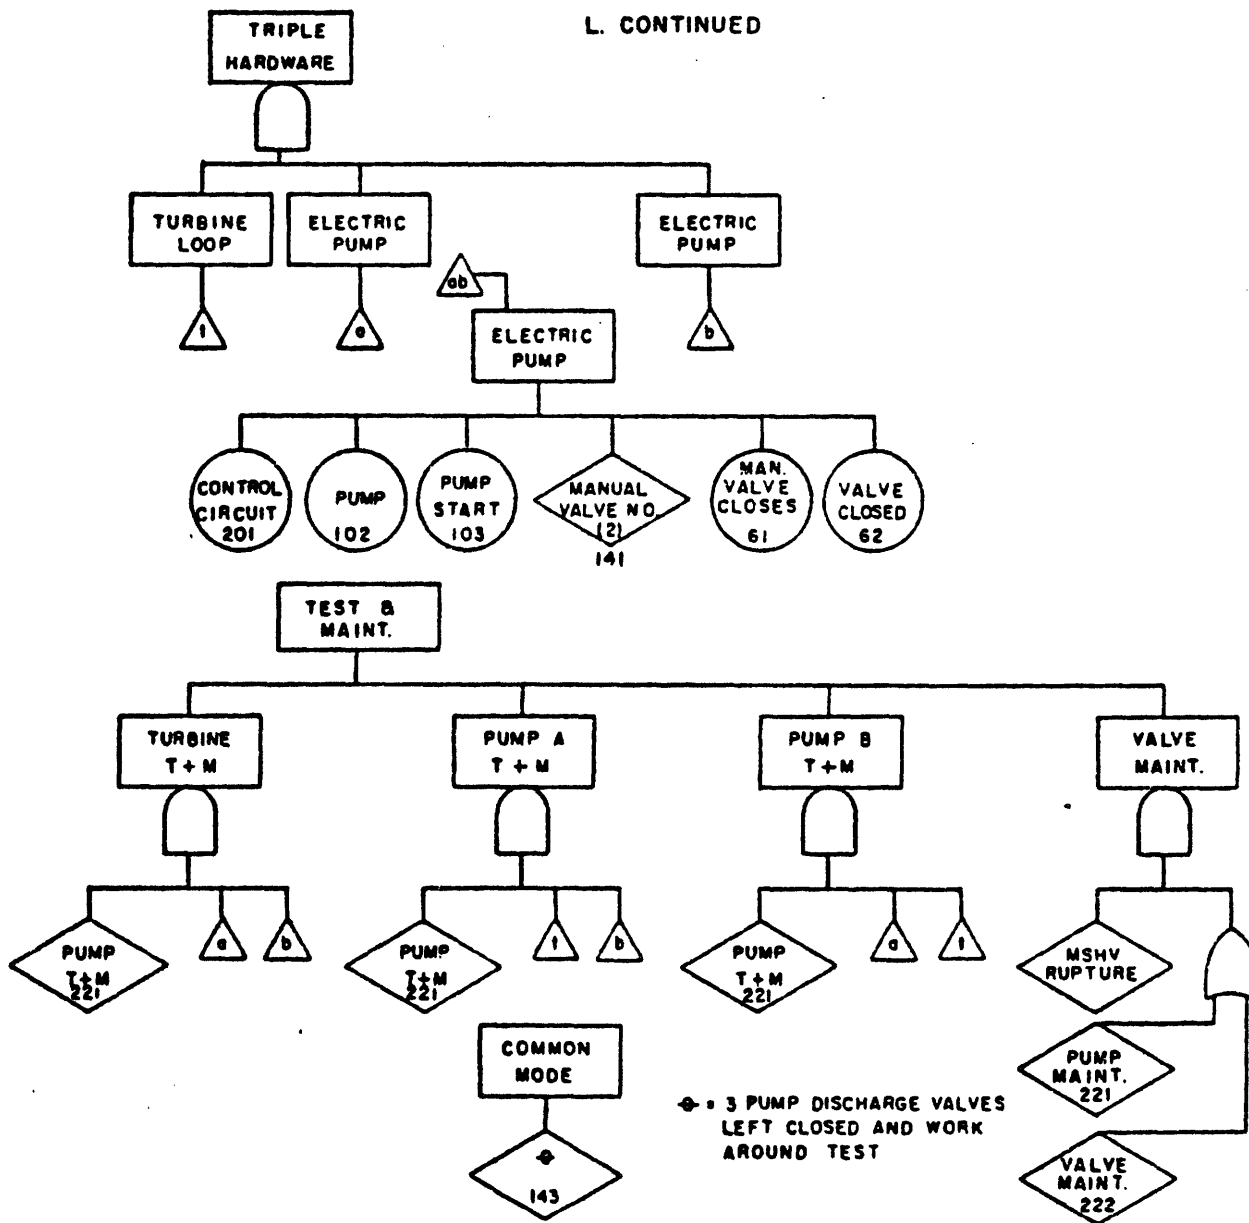 L. CONTINUED
TRIPLE
HARDWARE
TURBINE
LOOP
ELECTRIC
PUMP
ELECTRIC
PUMP
t
a
b
ab
ELECTRIC
PUMP
CONTROL
CIRCUIT
201
PUMP
102
PUMP
START
103
MANUAL
VALVE NO.
(2)
141
MAN.
VALVE
CLOSES
61
VALVE
CLOSED
62
TEST &
MAINT.
TURBINE
T + M
PUMP A
T + M
PUMP B
T + M
VALVE
MAINT.
PUMP
T+M
221
a
b
PUMP
T+M
221
t
b
PUMP
T+M
221
a
t
MSHV
RUPTURE
PUMP
MAINT.
221
VALVE
MAINT.
222
COMMON
MODE
143
= 3 PUMP DISCHARGE VALVES
LEFT CLOSED AND WORK
AROUND TEST